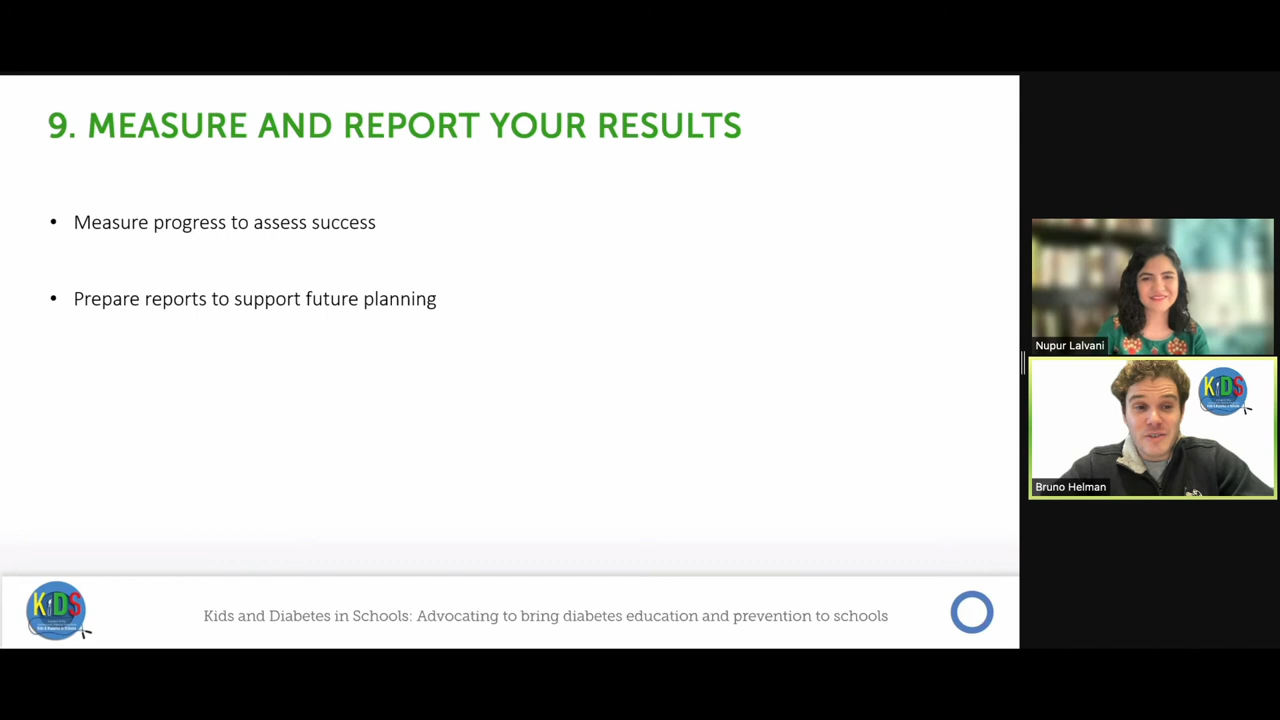 9. MEASURE AND REPORT YOUR RESULTS
• Measure progress to assess success
• Prepare reports to support future planning
Nupur Lalvani
KiDS
Bruno Helman
KiDS
Kids and Diabetes in Schools: Advocating to bring diabetes education and prevention to schools